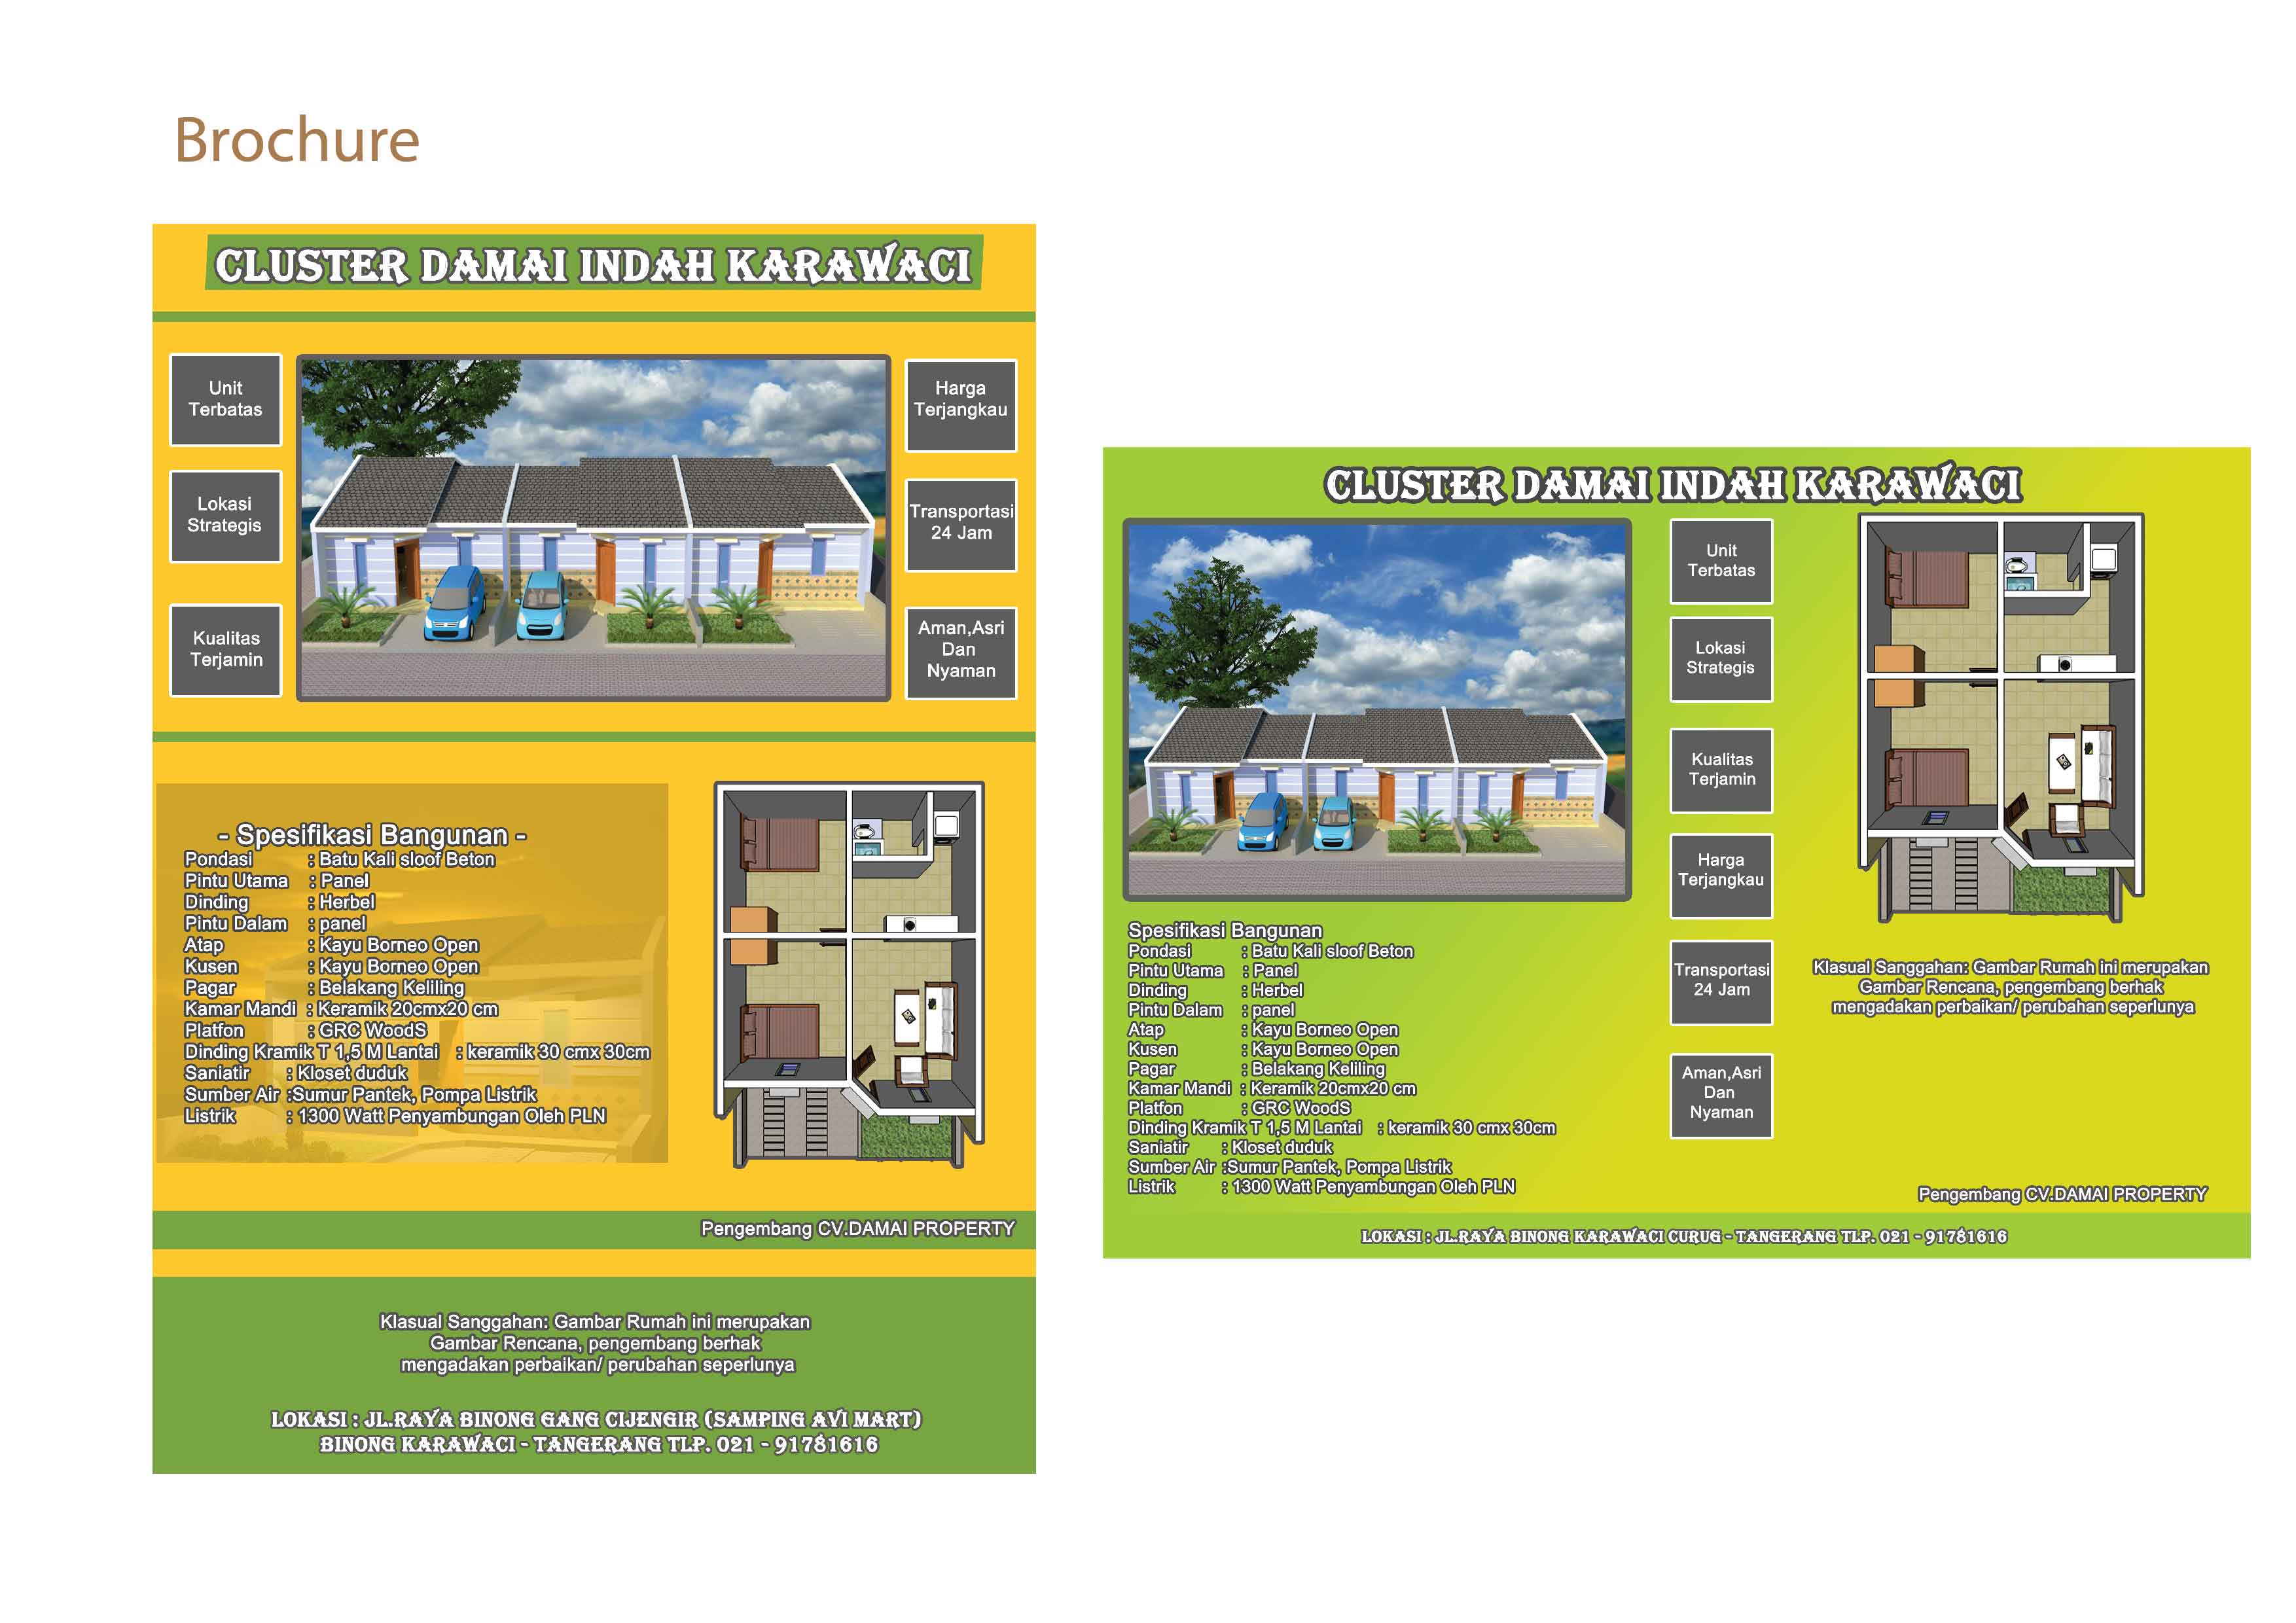 Brochure
CLUSTER DAMAI INDAH KARAWACI
Unit
Terbatas
Lokasi
Strategis
Kualitas
Terjamin
Harga
Terjangkau
Transportasi
24 Jam
Aman,Asri
Dan
Nyaman
- Spesifikasi Bangunan -
Pondasi : Batu Kali sloof Beton
Pintu Utama : Panel
Dinding : Herbel
Pintu Dalam : panel
Atap : Kayu Borneo Open
Kusen : Kayu Borneo Open
Pagar : Belakang Keliling
Kamar Mandi : Keramik 20cmx20 cm
Platfon : GRC WoodS
Dinding Kramik T 1,5 M Lantai : keramik 30 cmx 30cm
Saniatir : Kloset duduk
Sumber Air :Sumur Pantek, Pompa Listrik
Listrik : 1300 Watt Penyambungan Oleh PLN
Pengembang CV.DAMAI PROPERTY
Klasual Sanggahan: Gambar Rumah ini merupakan
Gambar Rencana, pengembang berhak
mengadakan perbaikan/ perubahan seperlunya
LOKASI : JL.RAYA BINONG GANG CIJENGIR (SAMPING AVI MART)
BINONG KARAWACI - TANGERANG TLP. 021 - 91781616
CLUSTER DAMAI INDAH KARAWACI
Unit
Terbatas
Lokasi
Strategis
Kualitas
Terjamin
Harga
Terjangkau
Transportasi
24 Jam
Aman,Asri
Dan
Nyaman
Spesifikasi Bangunan
Pondasi : Batu Kali sloof Beton
Pintu Utama : Panel
Dinding : Herbel
Pintu Dalam : panel
Atap : Kayu Borneo Open
Kusen : Kayu Borneo Open
Pagar : Belakang Keliling
Kamar Mandi : Keramik 20cmx20 cm
Platfon : GRC WoodS
Dinding Kramik T 1,5 M Lantai : keramik 30 cmx 30cm
Saniatir : Kloset duduk
Sumber Air :Sumur Pantek, Pompa Listrik
Listrik : 1300 Watt Penyambungan Oleh PLN
Klasual Sanggahan: Gambar Rumah ini merupakan
Gambar Rencana, pengembang berhak
mengadakan perbaikan/ perubahan seperlunya
Pengembang CV.DAMAI PROPERTY
LOKASI : JL.RAYA BINONG KARAWACI CURUG - TANGERANG TLP. 021 - 91781616